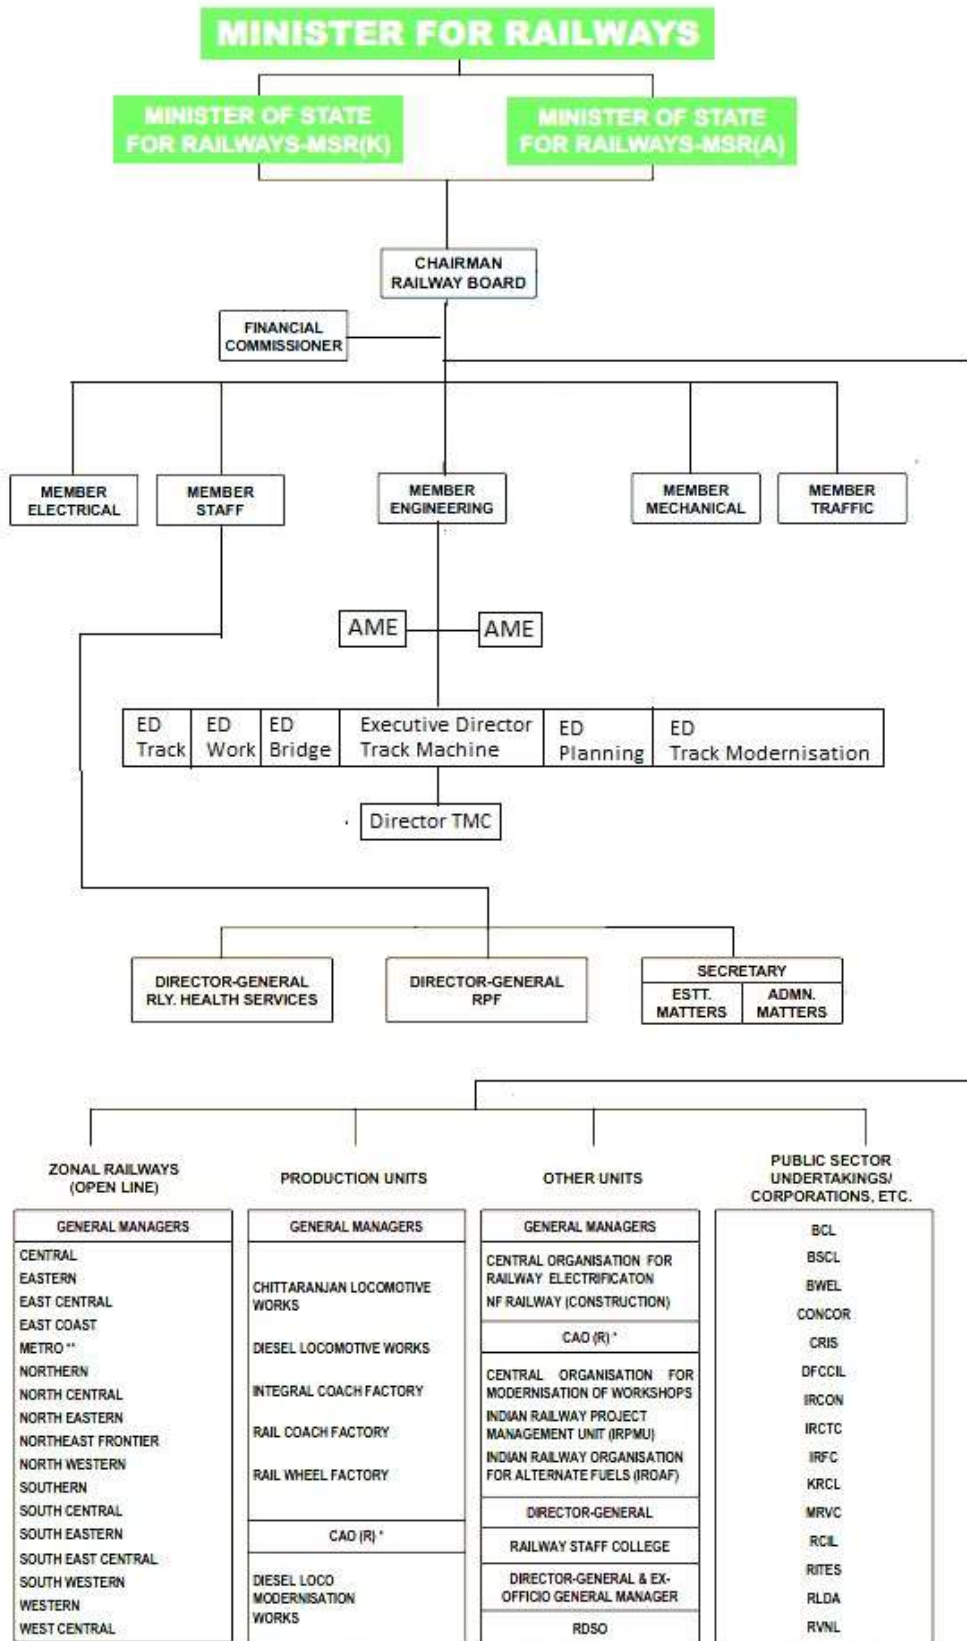 MINISTER FOR RAILWAYS
MINISTER OF STATE
FOR RAILWAYS-MSR(K)
MINISTER OF STATE
FOR RAILWAYS-MSR(A)
CHAIRMAN
RAILWAY BOARD
FINANCIAL
COMMISSIONER
MEMBER
ELECTRICAL
MEMBER
STAFF
MEMBER
ENGINEERING
MEMBER
MECHANICAL
MEMBER
TRAFFIC
AME
AME
ED
Track
ED
Work
ED
Bridge
Executive Director
Track Machine
ED
Planning
ED
Track Modernisation
Director TMC
DIRECTOR-GENERAL
RLY. HEALTH SERVICES
DIRECTOR-GENERAL
RPF
SECRETARY
ESTT.
MATTERS
ADMN.
MATTERS
ZONAL RAILWAYS
(OPEN LINE)
GENERAL MANAGERS
CENTRAL
EASTERN
EAST CENTRAL
EAST COAST
METRO **
NORTHERN
NORTH CENTRAL
NORTH EASTERN
NORTHEAST FRONTIER
NORTH WESTERN
SOUTHERN
SOUTH CENTRAL
SOUTH EASTERN
SOUTH EAST CENTRAL
SOUTH WESTERN
WESTERN
WEST CENTRAL
PRODUCTION UNITS
GENERAL MANAGERS
CHITTARANJAN LOCOMOTIVE
WORKS
DIESEL LOCOMOTIVE WORKS
INTEGRAL COACH FACTORY
RAIL COACH FACTORY
RAIL WHEEL FACTORY
CAO (R) *
DIESEL LOCO
MODERNISATION
WORKS
OTHER UNITS
GENERAL MANAGERS
CENTRAL ORGANISATION FOR
RAILWAY ELECTRIFICATON
NF RAILWAY (CONSTRUCTION)
CAO (R) *
CENTRAL ORGANISATION FOR
MODERNISATION OF WORKSHOPS
INDIAN RAILWAY PROJECT
MANAGEMENT UNIT (IRPMU)
INDIAN RAILWAY ORGANISATION
FOR ALTERNATE FUELS (IROAF)
DIRECTOR-GENERAL
RAILWAY STAFF COLLEGE
DIRECTOR-GENERAL & EX-
OFFICIO GENERAL MANAGER
RDSO
PUBLIC SECTOR
UNDERTAKINGS/
CORPORATIONS, ETC.
BCL
BSCL
BWEL
CONCOR
CRIS
DFCCIL
IRCON
IRCTC
IRFC
KRCL
MRVC
RCIL
RITES
RLDA
RVNL